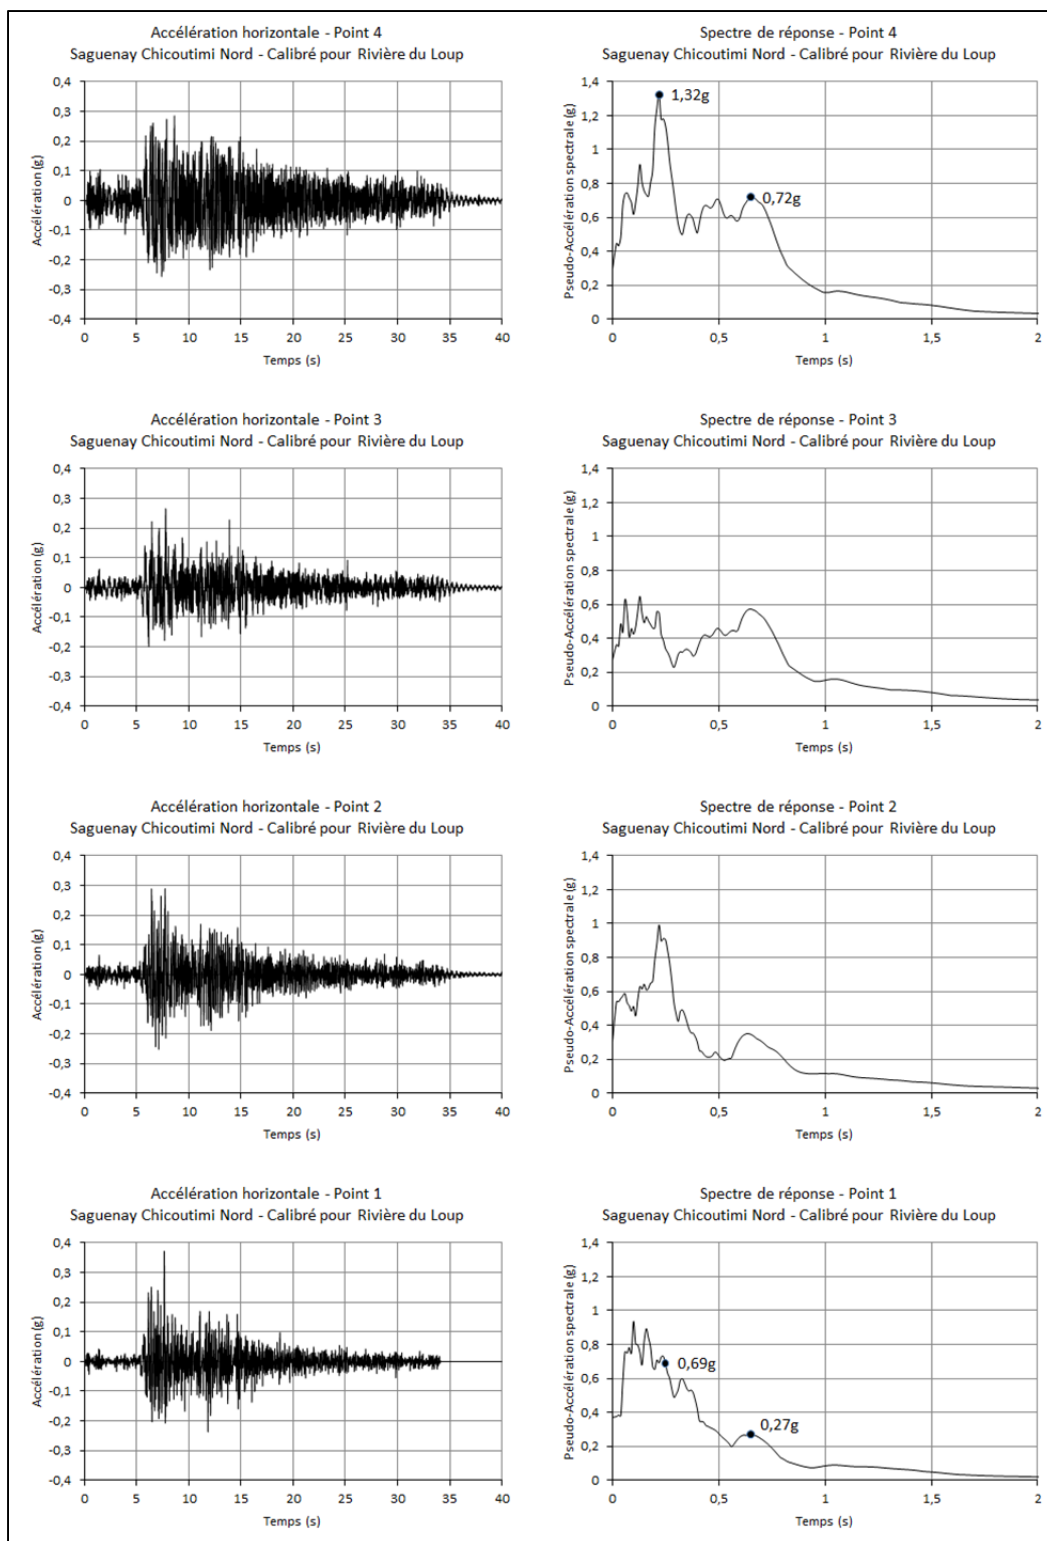 Accélération horizontale - Point 4
Saguenay Chicoutimi Nord - Calibré pour Rivière du Loup
Accélération (g)
0,4
0,3
0,2
0,1
0
-0,1
-0,2
-0,3
-0,4
0 5 10 15 20 25 30 35 40
Temps (s)
Spectre de réponse - Point 4
Saguenay Chicoutimi Nord - Calibré pour Rivière du Loup
Pseudo-Accélération spectrale (g)
1,4
1,2
1
0,8
0,6
0,4
0,2
0
1,32g
0,72g
0 0,5 1 1,5 2
Temps (s)
Accélération horizontale - Point 3
Saguenay Chicoutimi Nord - Calibré pour Rivière du Loup
Accélération (g)
0,4
0,3
0,2
0,1
0
-0,1
-0,2
-0,3
-0,4
0 5 10 15 20 25 30 35 40
Temps (s)
Spectre de réponse - Point 3
Saguenay Chicoutimi Nord - Calibré pour Rivière du Loup
Pseudo-Accélération spectrale (g)
1,4
1,2
1
0,8
0,6
0,4
0,2
0
0 0,5 1 1,5 2
Temps (s)
Accélération horizontale - Point 2
Saguenay Chicoutimi Nord - Calibré pour Rivière du Loup
Accélération (g)
0,4
0,3
0,2
0,1
0
-0,1
-0,2
-0,3
-0,4
0 5 10 15 20 25 30 35 40
Temps (s)
Spectre de réponse - Point 2
Saguenay Chicoutimi Nord - Calibré pour Rivière du Loup
Pseudo-Accélération spectrale (g)
1,4
1,2
1
0,8
0,6
0,4
0,2
0
0 0,5 1 1,5 2
Temps (s)
Accélération horizontale - Point 1
Saguenay Chicoutimi Nord - Calibré pour Rivière du Loup
Accélération (g)
0,4
0,3
0,2
0,1
0
-0,1
-0,2
-0,3
-0,4
0 5 10 15 20 25 30 35 40
Temps (s)
Spectre de réponse - Point 1
Saguenay Chicoutimi Nord - Calibré pour Rivière du Loup
Pseudo-Accélération spectrale (g)
1,4
1,2
1
0,8
0,6
0,4
0,2
0
0,69g
0,27g
0 0,5 1 1,5 2
Temps (s)